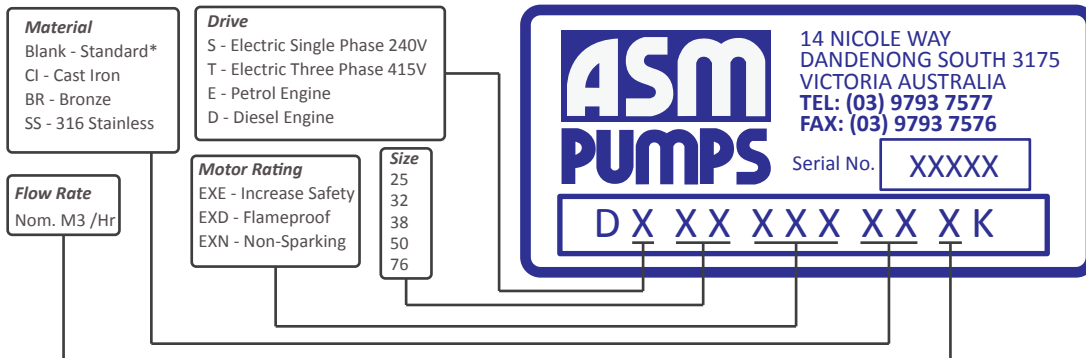 Material
Blank - Standard*
CI - Cast Iron
BR - Bronze
SS - 316 Stainless
Drive
S - Electric Single Phase 240V
T - Electric Three Phase 415V
E - Petrol Engine
D - Diesel Engine
Flow Rate
Nom. M3 /Hr
Motor Rating
EXE - Increase Safety
EXD - Flameproof
EXN - Non-Sparking
Size
25
32
38
50
76
ASM
PUMPS
14 NICOLE WAY
DANDENONG SOUTH 3175
VICTORIA AUSTRALIA
TEL: (03) 9793 7577
FAX: (03) 9793 7576
Serial No. XXXXX
D X XX XXX XX X K